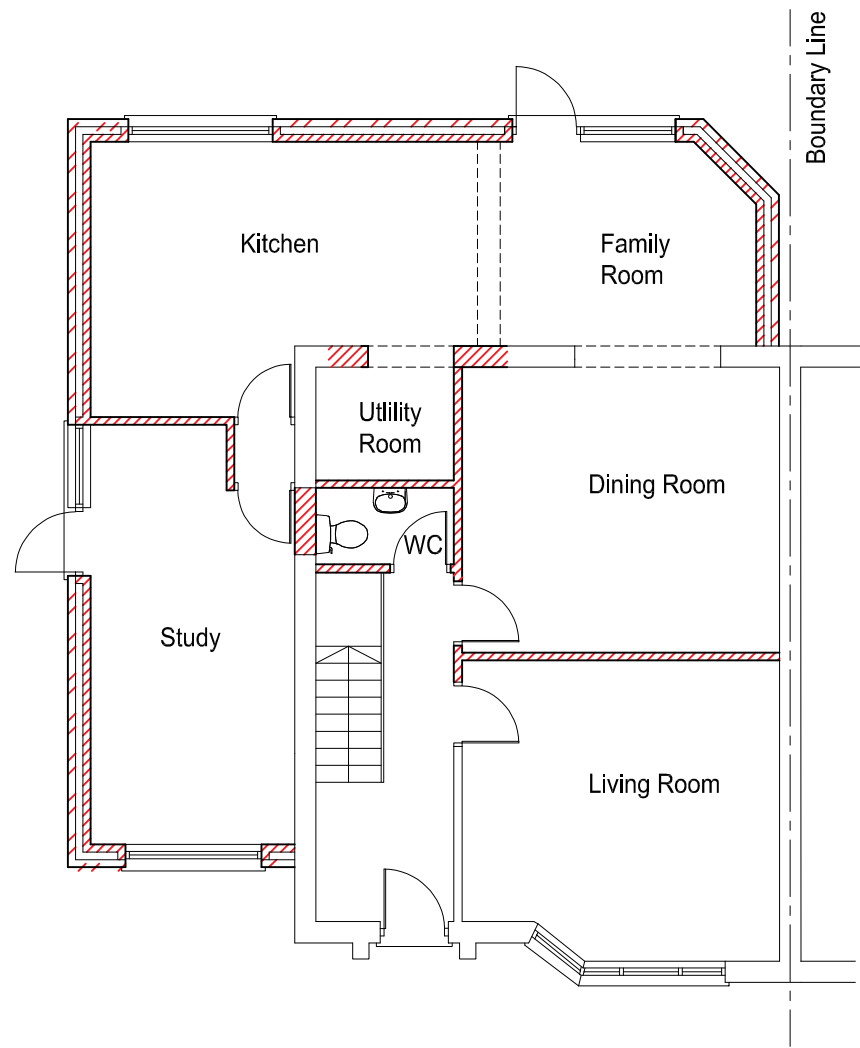 Boundary Line
Kitchen
Family
Room
Utlility
Room
Dining Room
WC
Study
Living Room